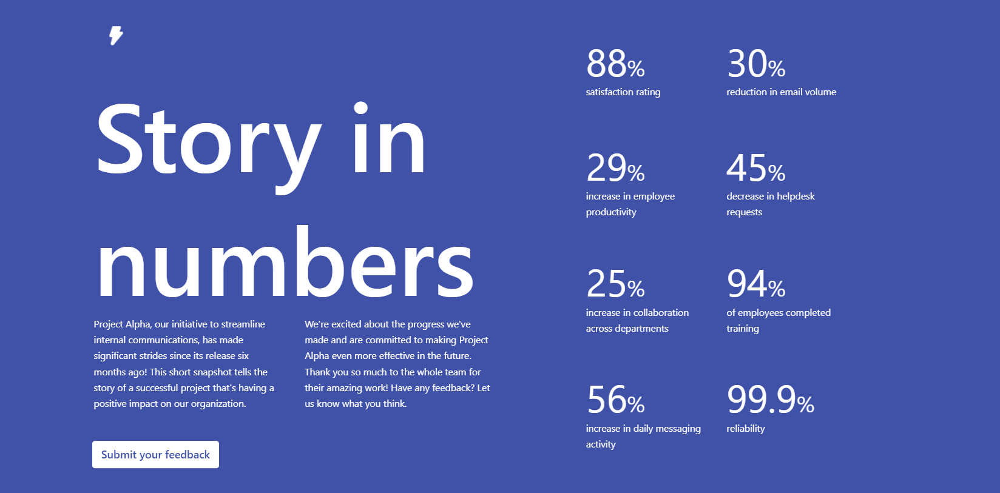 Story in
numbers
Project Alpha, our initiative to streamline
internal communications, has made
significant strides since its release six
months ago! This short snapshot tells the
story of a successful project that's having a
positive impact on our organization.
We're excited about the progress we've
made and are committed to making Project
Alpha even more effective in the future.
Thank you so much to the whole team for
their amazing work! Have any feedback? Let
us know what you think.
Submit your feedback
88%
satisfaction rating
30%
reduction in email volume
29%
increase in employee
productivity
45%
decrease in helpdesk
requests
25%
increase in collaboration
across departments
94%
of employees completed
training
56%
increase in daily messaging
activity
99.9%
reliability